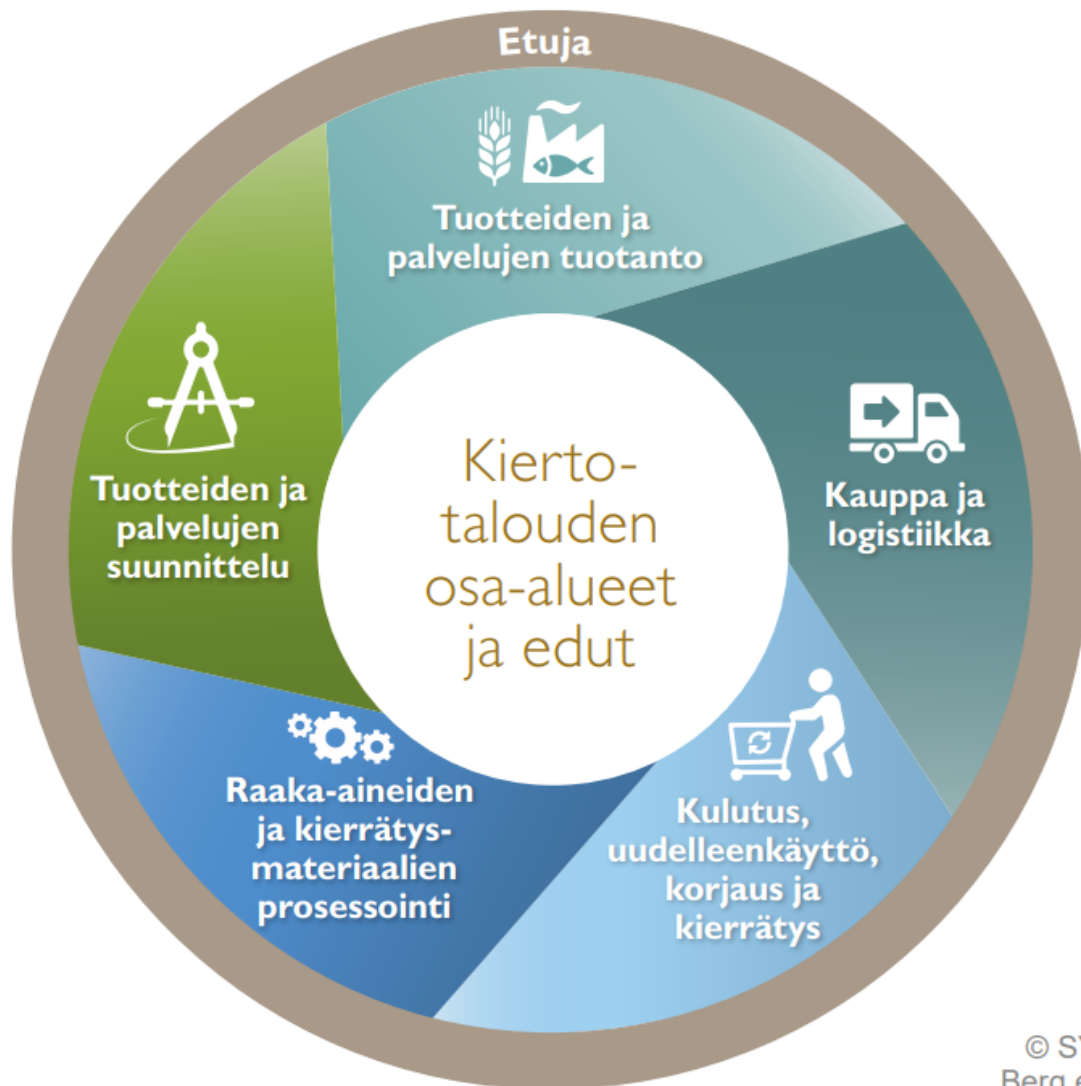 Etuja
Tuotteiden ja
palvelujen tuotanto
Kauppa ja
logistiikka
Kulutus,
uudelleenkäyttö,
korjaus ja
kierrätys
Raaka-aineiden
ja kierrätys-
materiaalien
prosessointi
Tuotteiden ja
palvelujen
suunnittelu
Kierto-
talouden
osa-alueet
ja edut
©
Berg